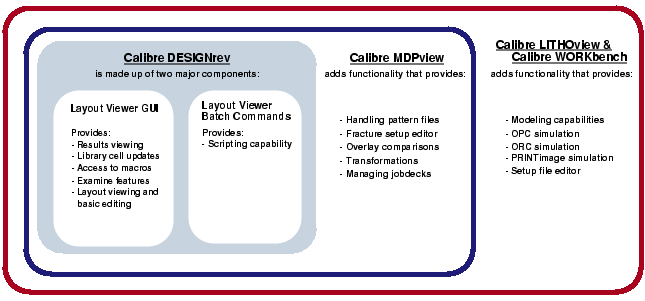 Calibre DESIGNrev
is made up of two major components:
Layout Viewer GUI
Provides:
- Results viewing
- Library cell updates
- Access to macros
- Examine features
- Layout viewing and
basic editing
Layout Viewer
Batch Commands
Provides:
- Scripting capability
Calibre MDPview
adds functionality that provides:
- Handling pattern files
- Fracture setup editor
- Overlay comparisons
- Transformations
- Managing jobdecks
Calibre LITHOview &
Calibre WORKbench
adds functionality that provides:
- Modeling capabilities
- OPC simulation
- ORC simulation
- PRINTimage simulation
- Setup file editor